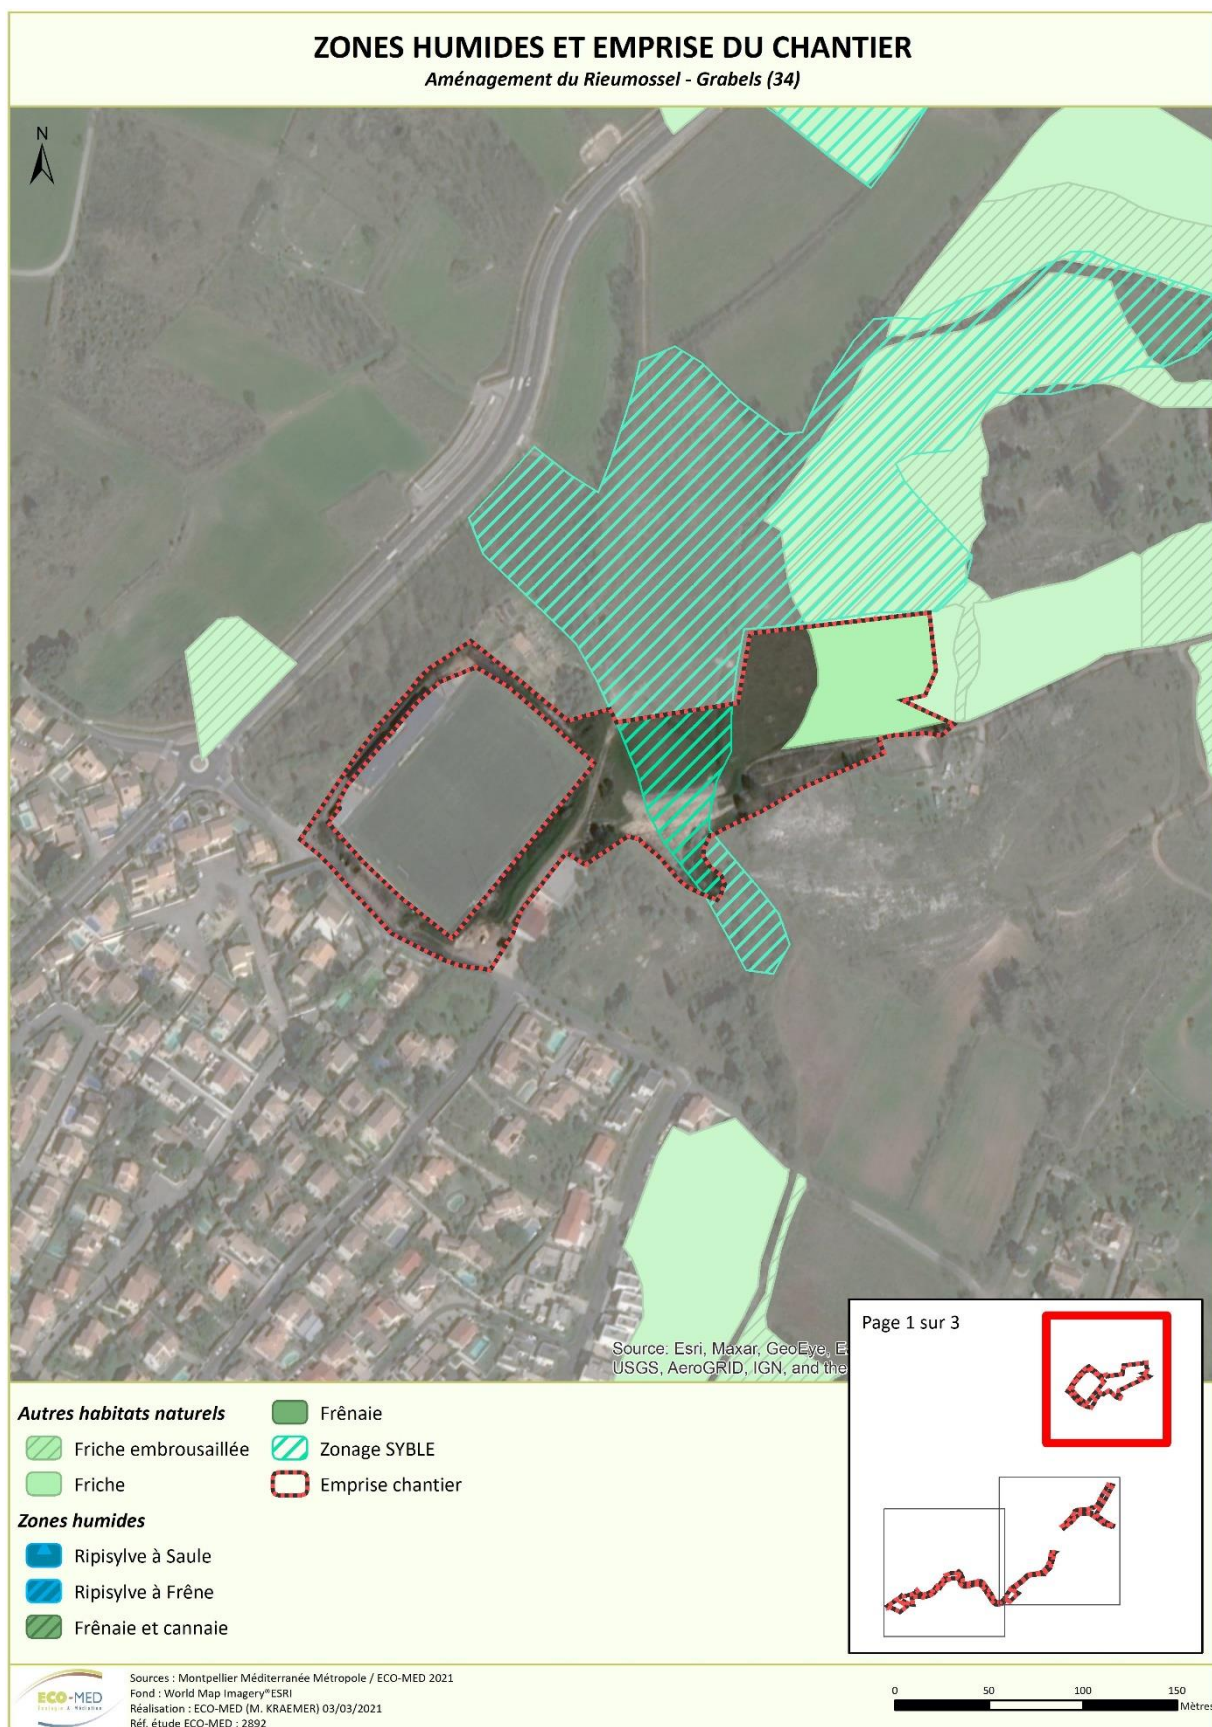 ZONES HUMIDES ET EMPRISE DU CHANTIER
Aménagement du Rieumossel - Grabels (34)
N
Source: Esri, Maxar, GeoEye,
USGS, AeroGRID, IGN, and the
Page 1 sur 3
Autres habitats naturels
Friche embrousaillée
Friche
Zones humides
Ripisylve à Saule
Ripisylve à Frêne
Frênaie et cannaie
Frênaie
Zonage SYBLE
Emprise chantier
ECO-MED
Ecologie & Médiation
Sources : Montpellier Méditerranée Métropole / ECO-MED 2021
Fond : World Map Imagery®ESRI
Réalisation : ECO-MED (M. KRAEMER) 03/03/2021
Réf. étude ECO-MED : 2892
0 50 100 150
Mètres